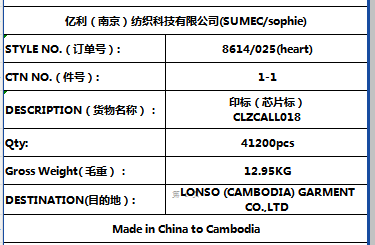 亿利（南京）纺织科技有限公司(SUMEC/sophie)
STYLE NO.（订单号）: 8614/025(heart)
CTN NO.（件号）: 1-1
DESCRIPTION（货物名称）: 印标（芯片标）
CLZCALL018
Qty: 41200pcs
Gross Weight(毛重）: 12.95KG
DESTINATION(目的地）: LONSO (CAMBODIA) GARMENT
CO.,LTD
Made in China to Cambodia